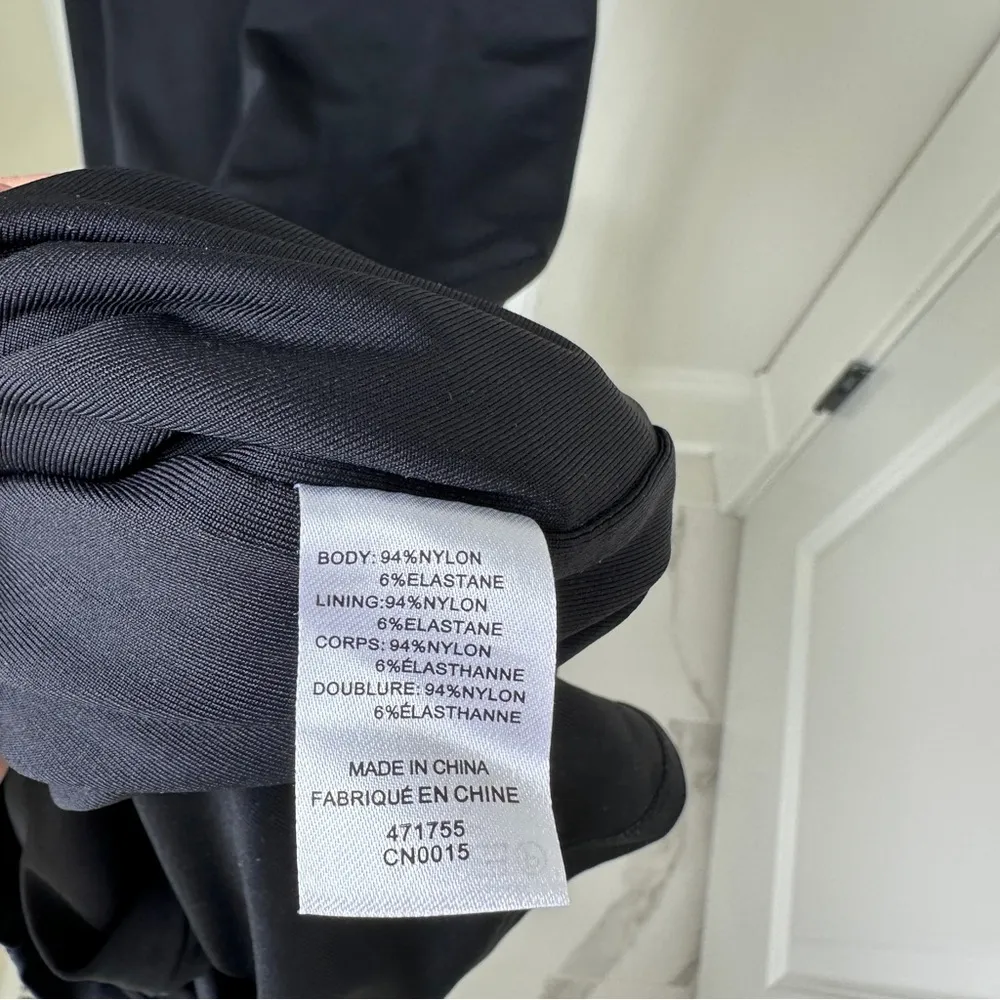 BODY: 94%NYLON
6%ELASTANE
LINING:94%NYLON
6%ELASTANE
CORPS: 94%NYLON
6%ÉLASTHANNE
DOUBLURE: 94%NYLON
6%ÉLASTHANNE
MADE IN CHINA
FABRIQUÉ EN CHINE
471755
CN0015